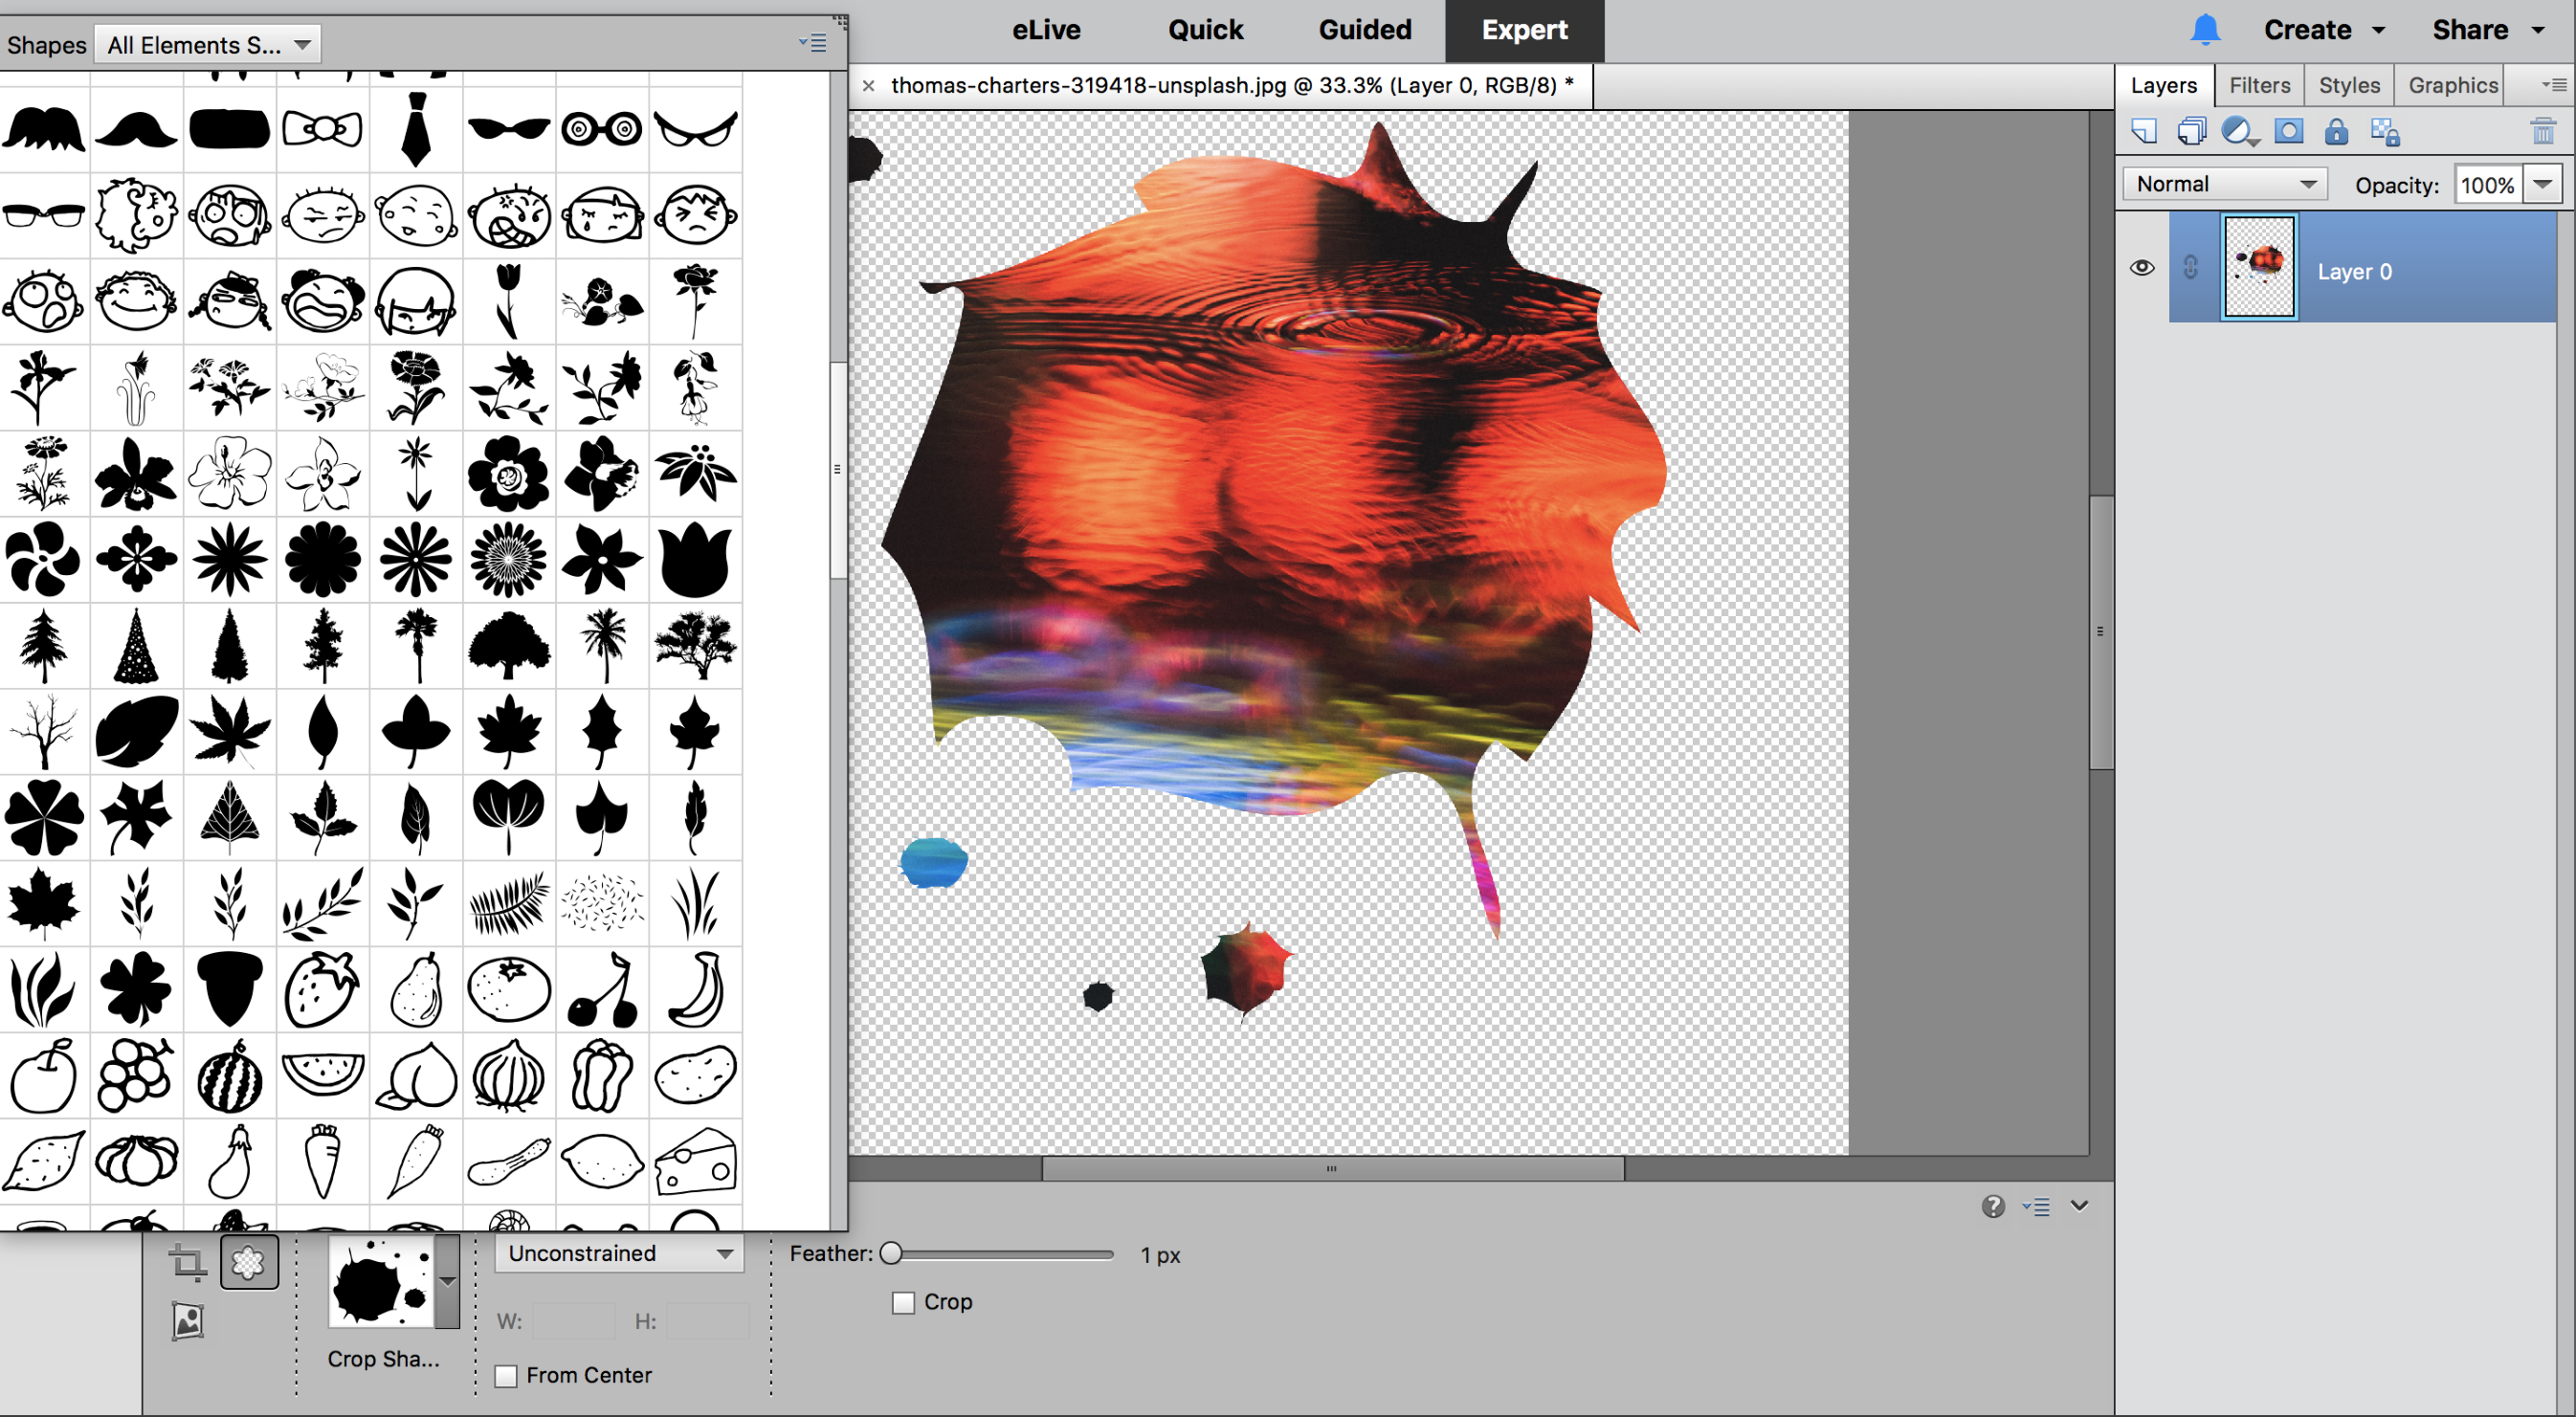 eLive Quick Guided Expert Create Share
Shapes All Elements S...
× thomas-charters-319418-unsplash.jpg @ 33.3% (Layer 0, RGB/8) *
Layers Filters Styles Graphics
Normal Opacity: 100%
Layer 0
Unconstrained Feather: 1 px
Crop
W: H:
Crop Sha...
From Center